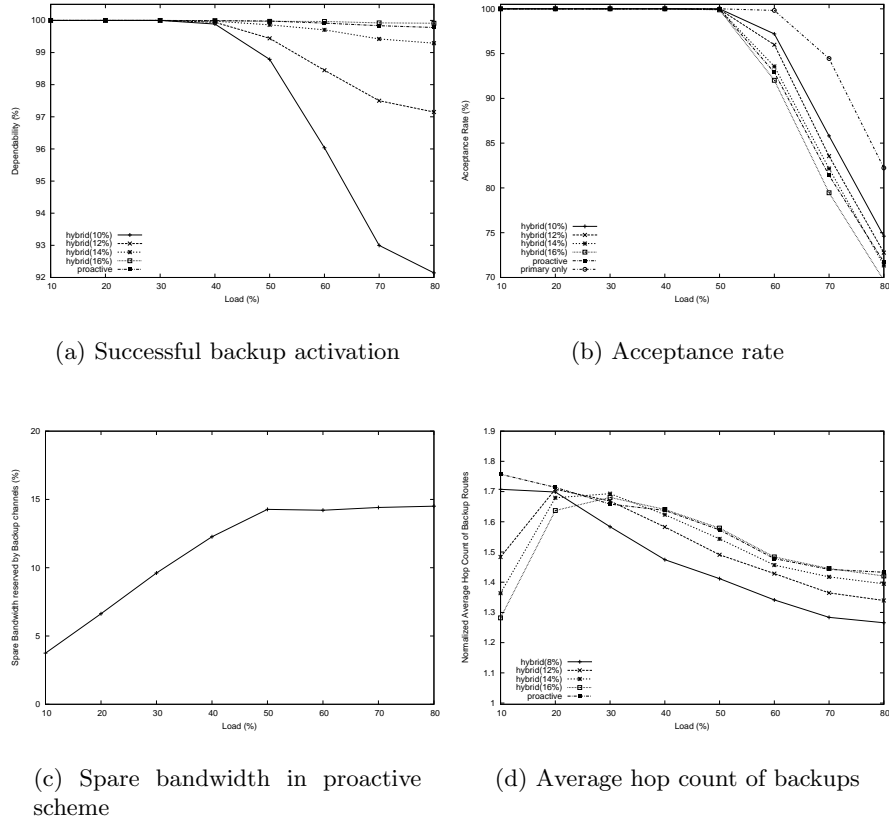 100
99
98
97
96
95
94
93
92
Dependability (%)
hybrid(10%)
hybrid(12%)
hybrid(14%)
hybrid(16%)
proactive
10 20 30 40 50 60 70 80
Load (%)
(a) Successful backup activation
100
95
90
85
80
75
70
Acceptance Rate (%)
hybrid(10%)
hybrid(12%)
hybrid(14%)
hybrid(16%)
proactive
primary only
10 20 30 40 50 60 70 80
Load (%)
(b) Acceptance rate
20
15
10
5
0
Spare Bandwidth reserved by Backup channels (%)
10 20 30 40 50 60 70 80
Load (%)
(c) Spare bandwidth in proactive
scheme
1.9
1.8
1.7
1.6
1.5
1.4
1.3
1.2
1.1
1
Normalized Average Hop Count of Backup Routes
hybrid(8%)
hybrid(12%)
hybrid(14%)
hybrid(16%)
proactive
10 20 30 40 50 60 70 80
Load (%)
(d) Average hop count of backups